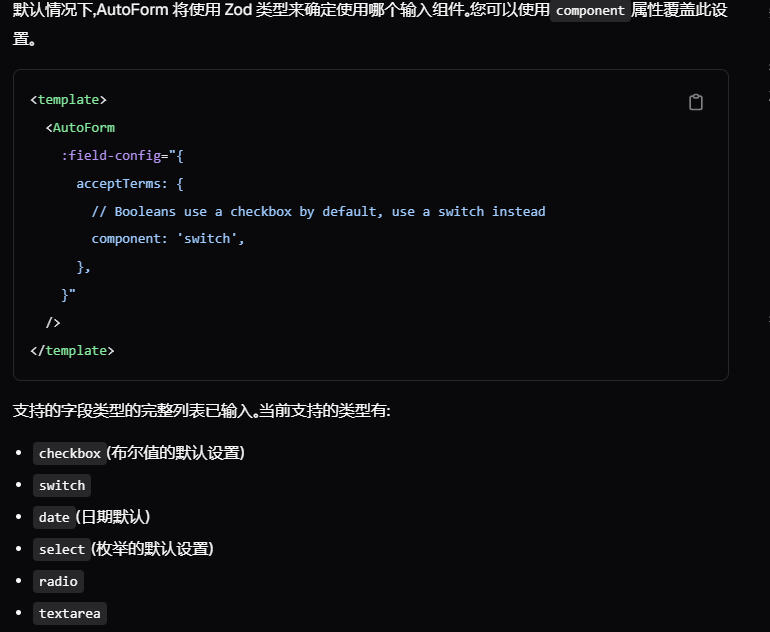 默认情况下,AutoForm 将使用 Zod 类型来确定使用哪个输入组件。您可以使用 component 属性覆盖此设
置。
<template>
<AutoForm
:field-config="{
acceptTerms: {
// Booleans use a checkbox by default, use a switch instead
component: 'switch',
},
}"
/>
</template>
支持的字段类型的完整列表已输入。当前支持的类型有:
checkbox (布尔值的默认设置)
switch
date (日期默认)
select (枚举的默认设置)
radio
textarea